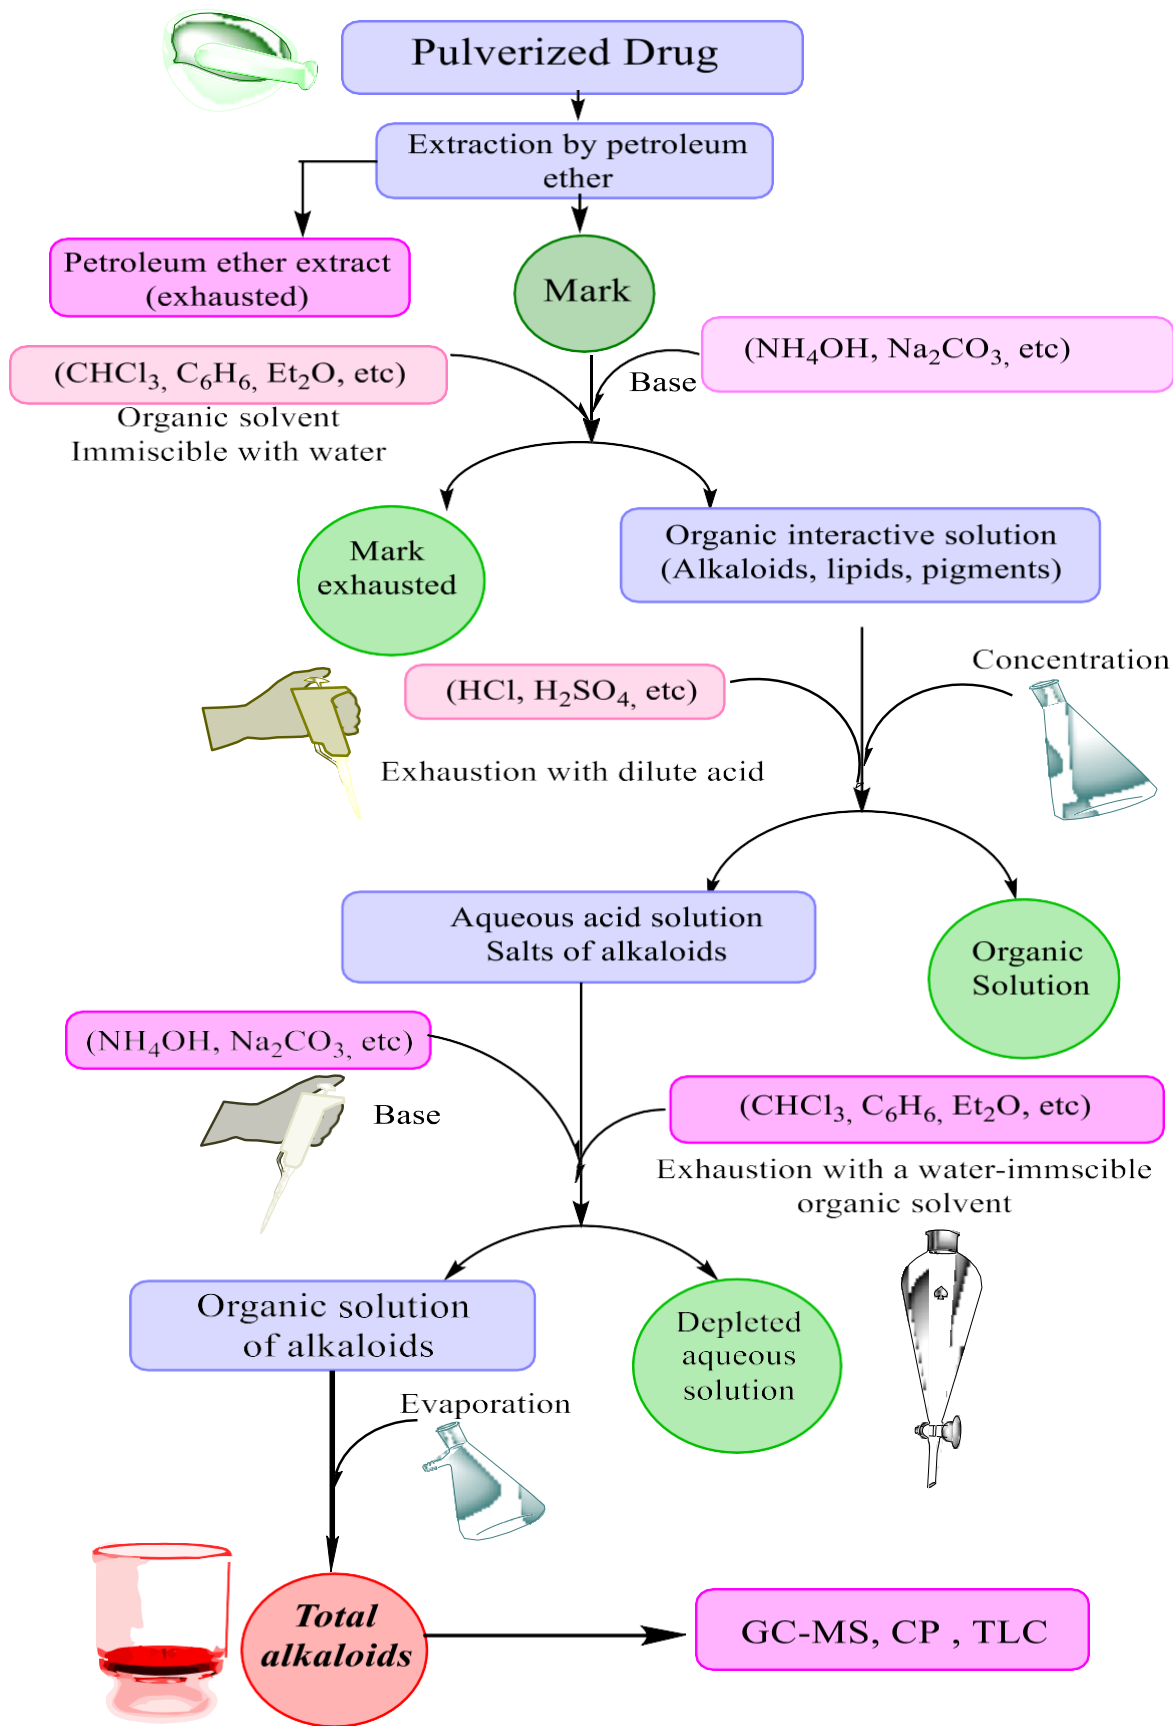 Pulverized Drug
Extraction by petroleum
ether
Petroleum ether extract
(exhausted)
Mark
(CHCl₃, C₆H₆, Et₂O, etc)
Organic solvent
Immiscible with water
(NH₄OH, Na₂CO₃, etc)
Base
Mark
exhausted
Organic interactive solution
(Alkaloids, lipids, pigments)
(HCl, H₂SO₄, etc)
Exhaustion with dilute acid
Concentration
Aqueous acid solution
Salts of alkaloids
Organic
Solution
(NH₄OH, Na₂CO₃, etc)
Base
(CHCl₃, C₆H₆, Et₂O, etc)
Exhaustion with a water-immscible
organic solvent
Organic solution
of alkaloids
Depleted
aqueous
solution
Evaporation
Total
alkaloids
GC-MS, CP , TLC